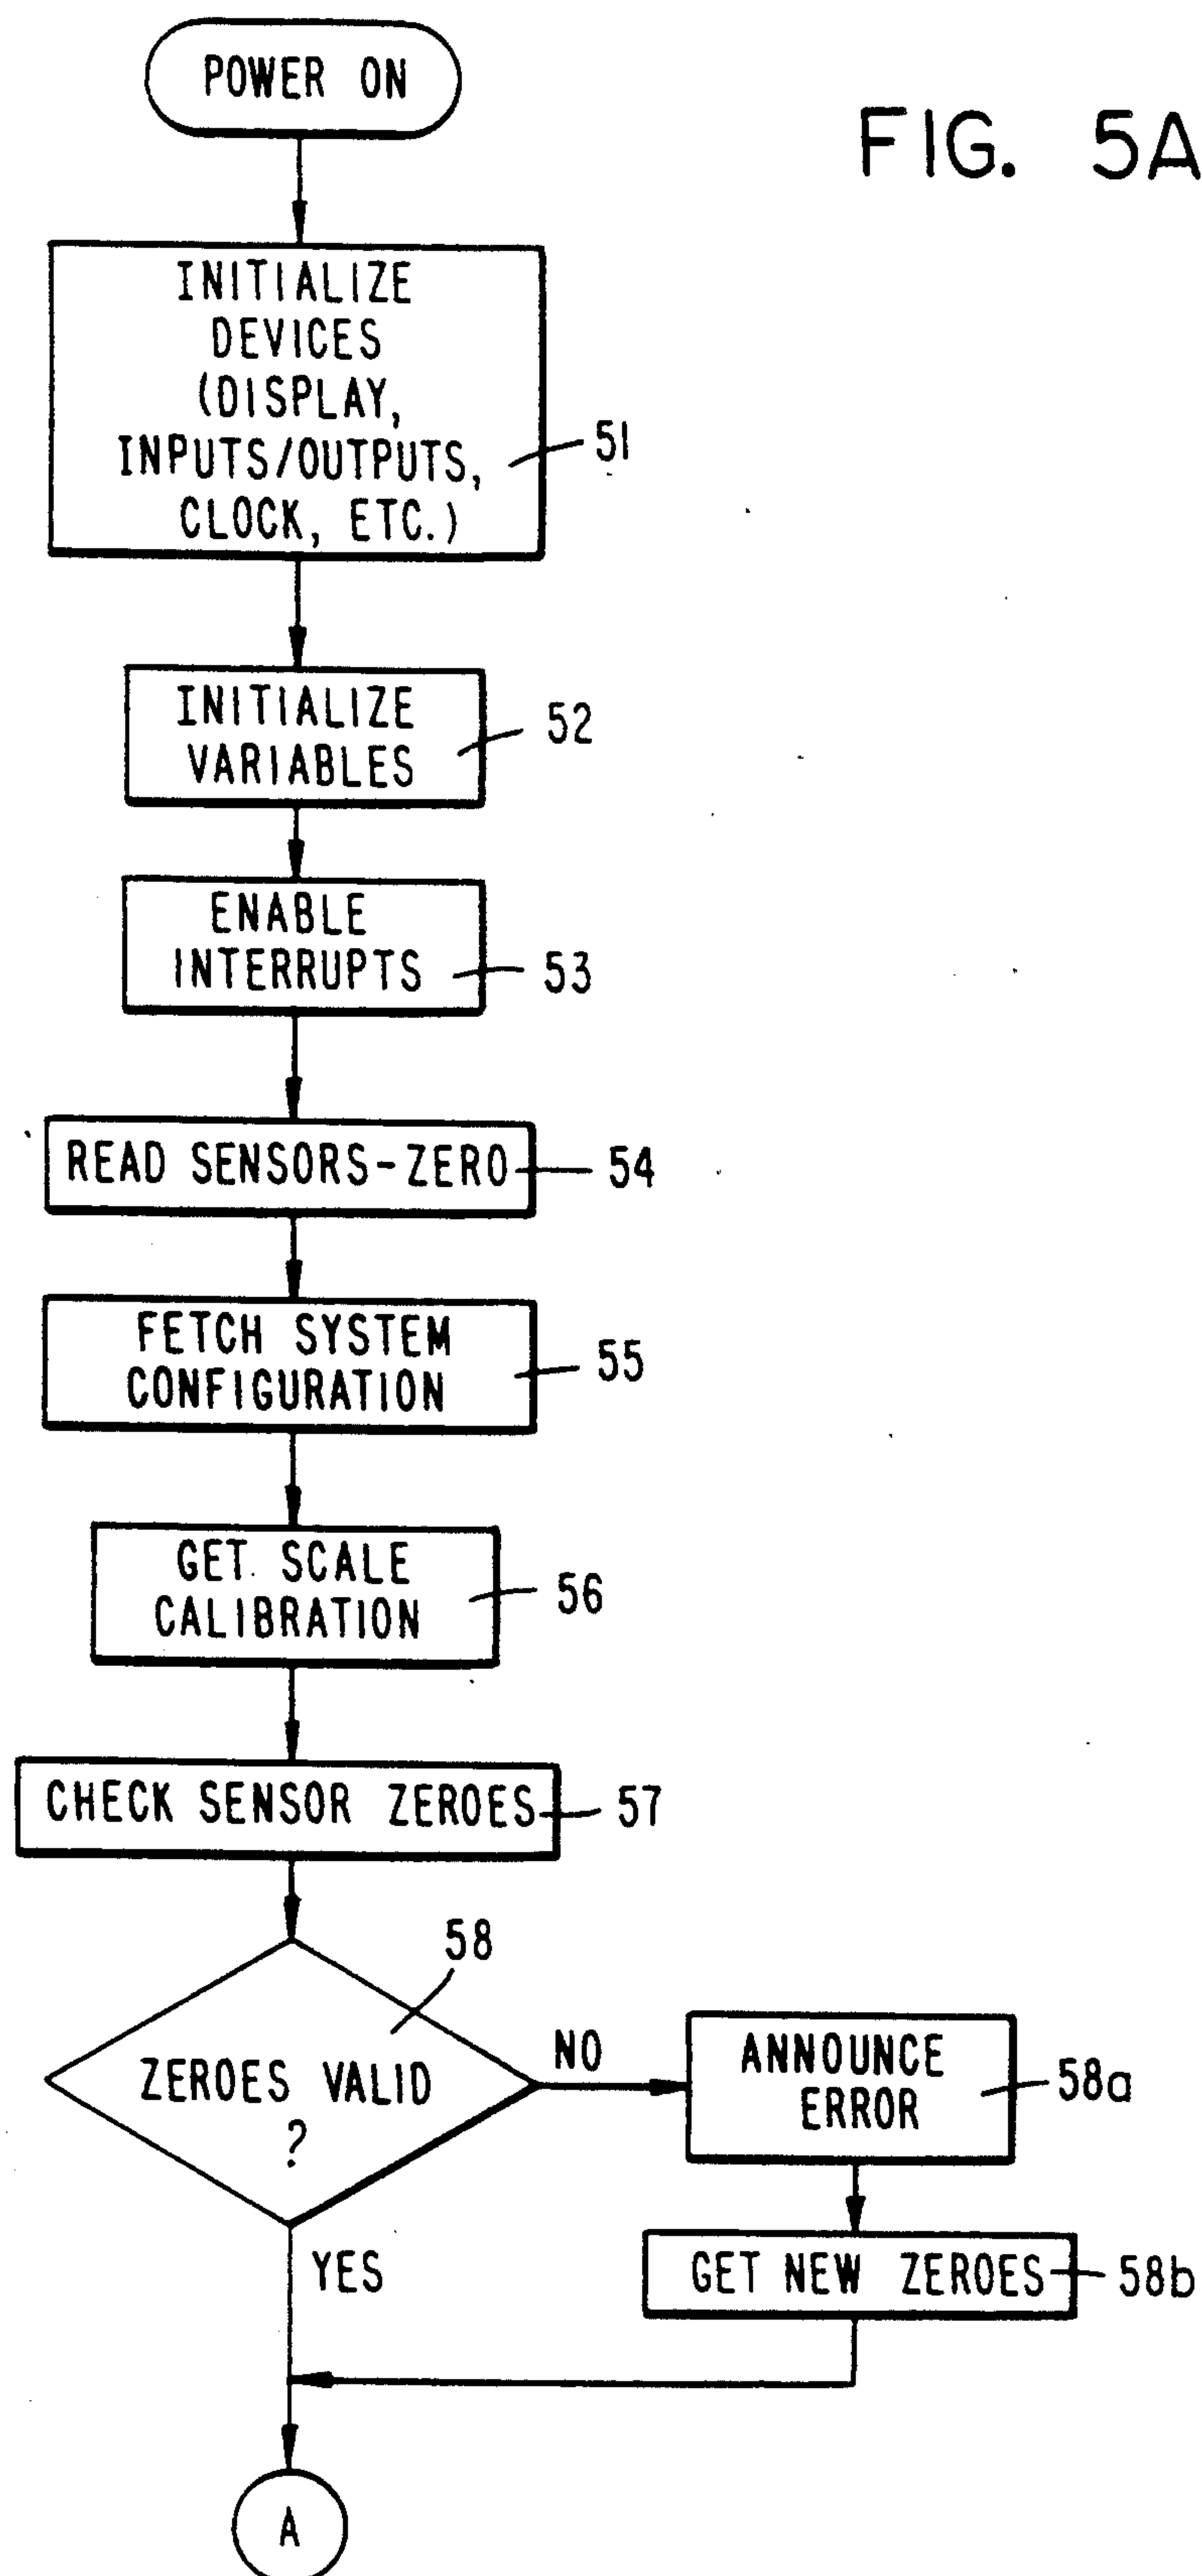 POWER ON
FIG. 5A
INITIALIZE
DEVICES
(DISPLAY,
INPUTS/OUTPUTS,
CLOCK, ETC.)
51
INITIALIZE
VARIABLES
52
ENABLE
INTERRUPTS
53
READ SENSORS-ZERO
54
FETCH SYSTEM
CONFIGURATION
55
GET SCALE
CALIBRATION
56
CHECK SENSOR ZEROES
57
58
ZEROES VALID
?
NO
ANNOUNCE
ERROR
58a
YES
GET NEW ZEROES
58b
A